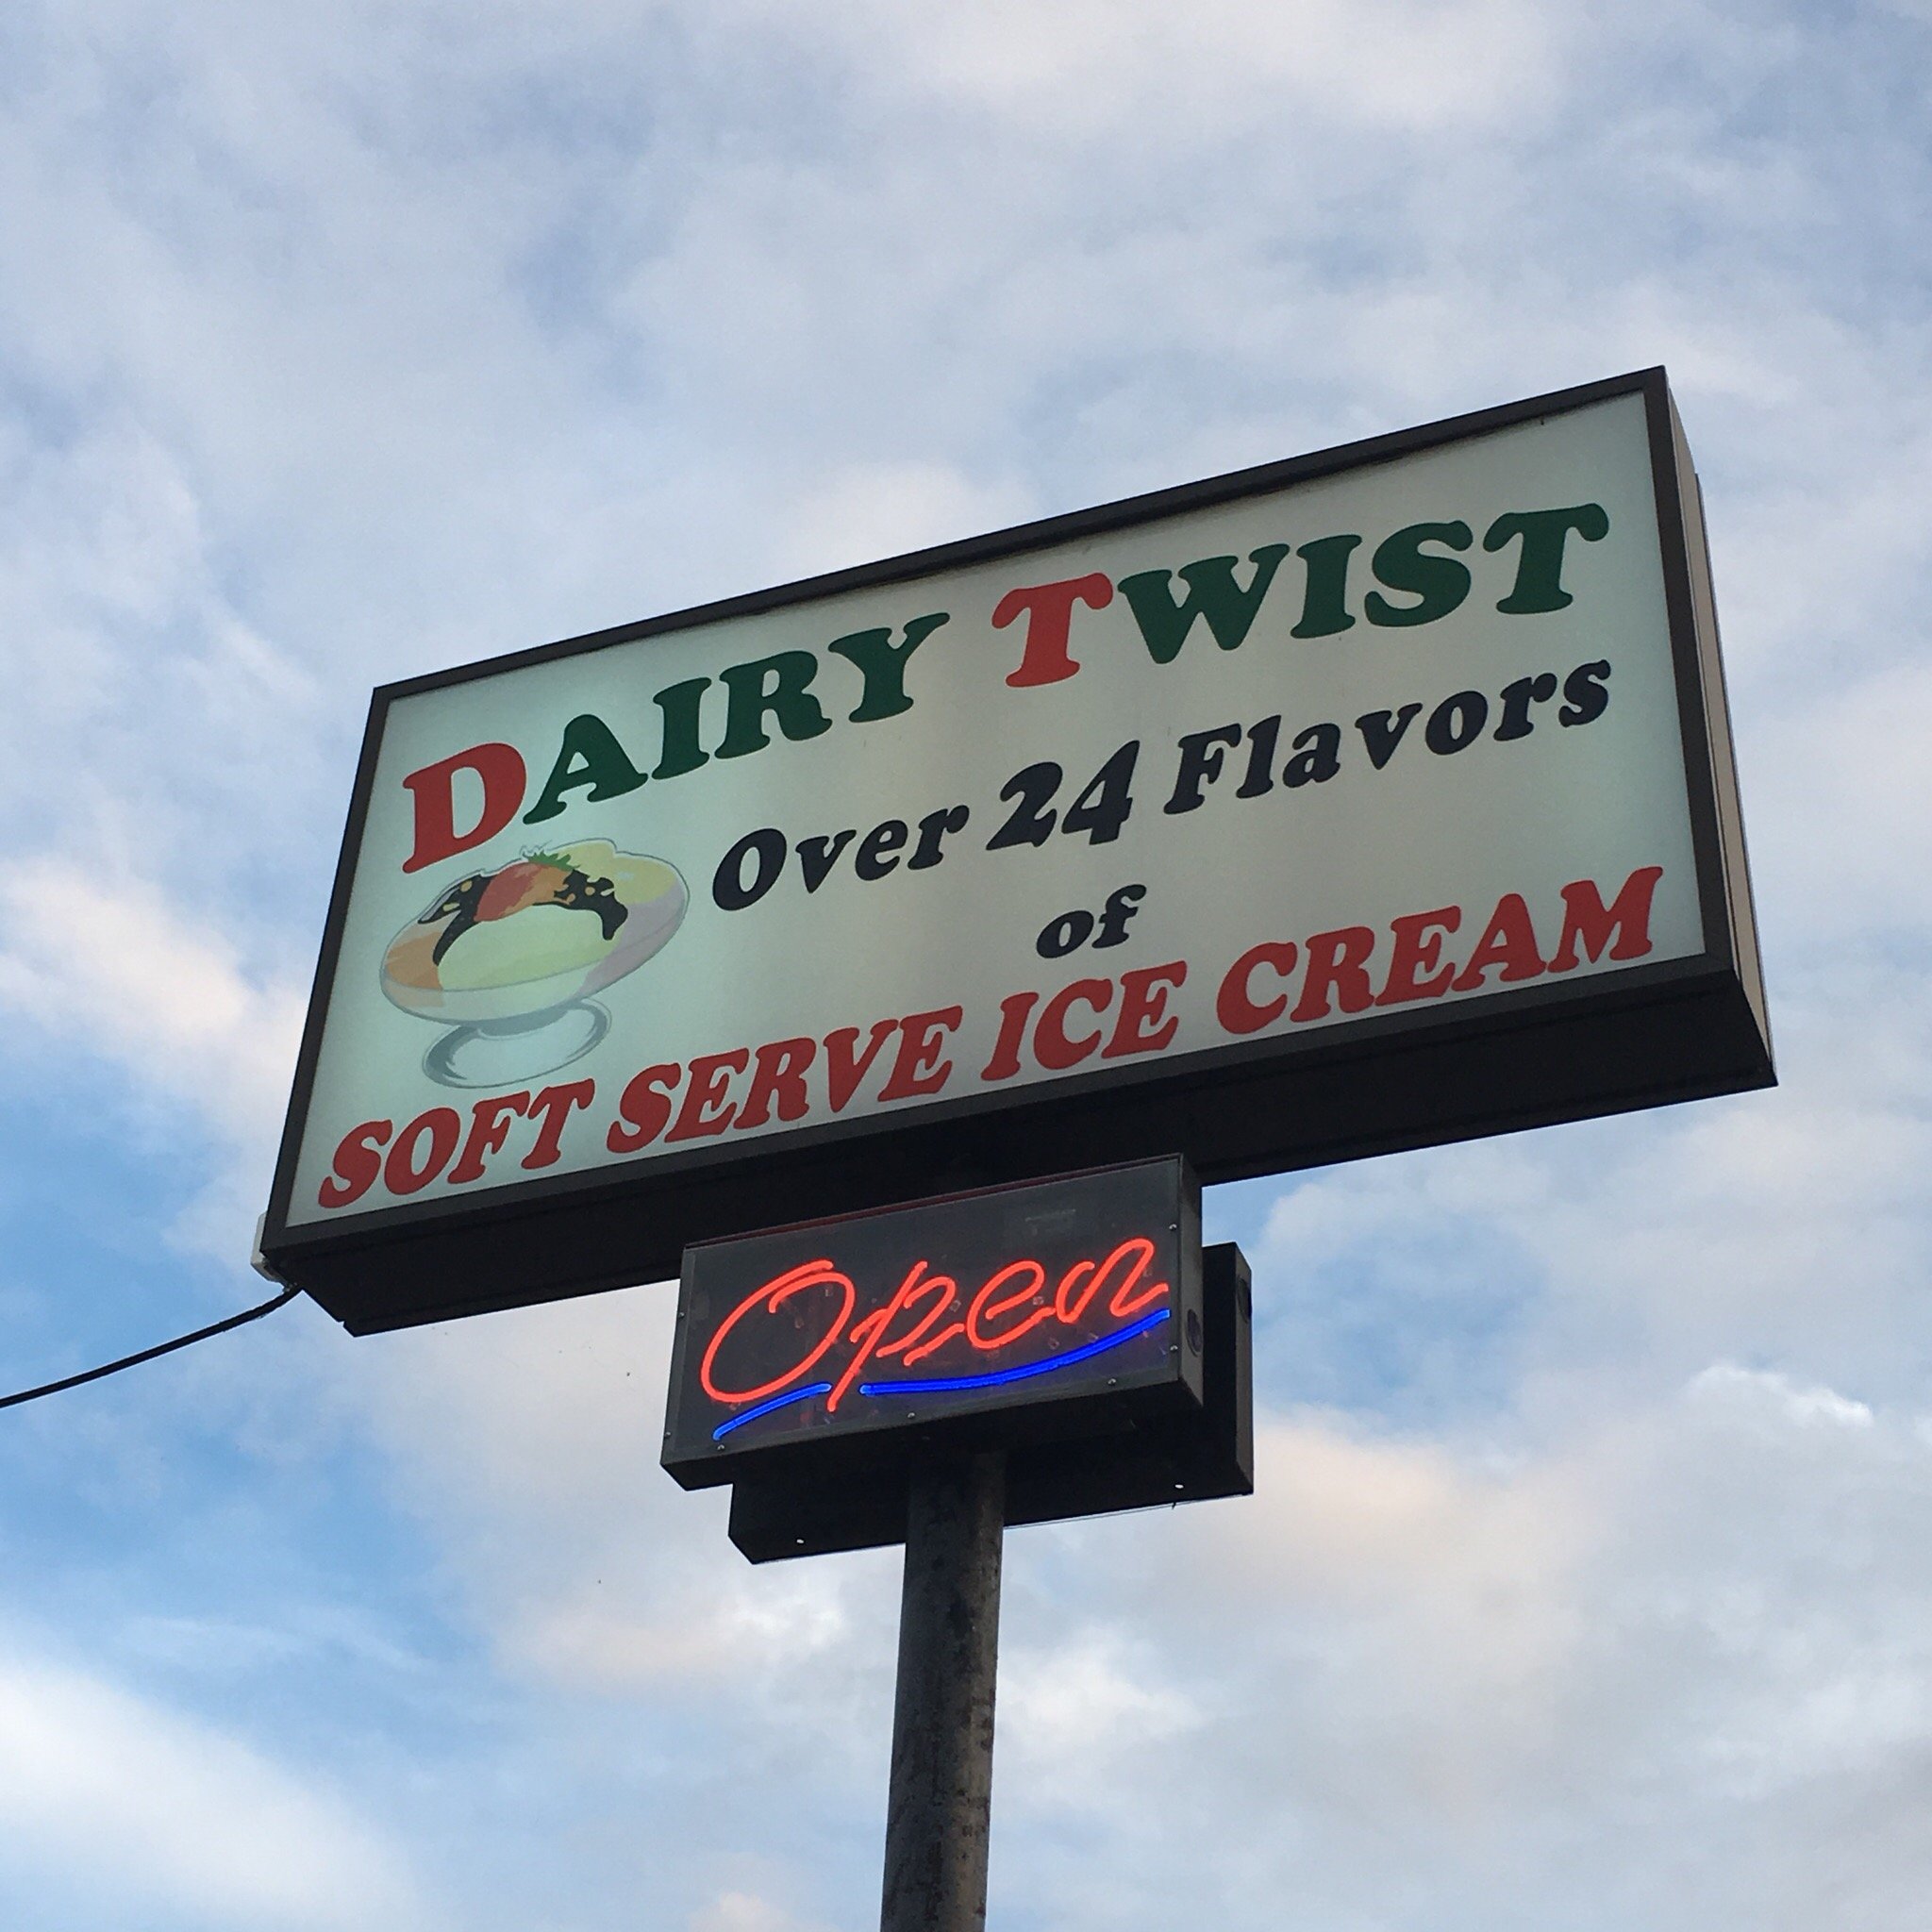 DAIRY TWIST
Over 24 Flavors
of
SOFT SERVE ICE CREAM
Open